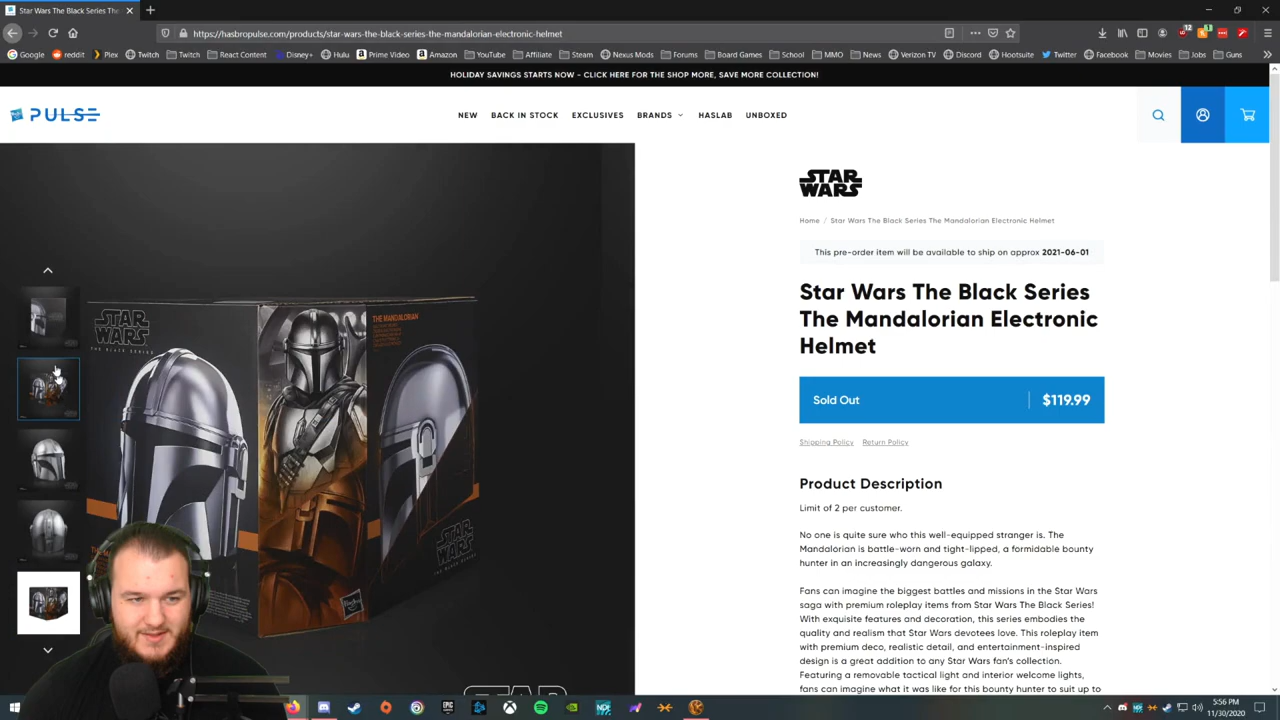 Star Wars The Black Series The
https://hasbropulse.com/products/star-wars-the-black-series-the-mandalorian-electronic-helmet
Google reddit Plex Twitch Twitch React Content Disney+ Hulu Prime Video Amazon YouTube Affiliate Steam Nexus Mods Forums Board Games School MMO News Verizon TV Discord Hootsuite Twitter Facebook Movies Jobs Guns
HOLIDAY SAVINGS STARTS NOW - CLICK HERE FOR THE SHOP MORE, SAVE MORE COLLECTION!
PULSE
NEW BACK IN STOCK EXCLUSIVES BRANDS HASLAB UNBOXED
STAR WARS
Home / Star Wars The Black Series The Mandalorian Electronic Helmet
This pre-order item will be available to ship on approx 2021-06-01
Star Wars The Black Series
The Mandalorian Electronic
Helmet
Sold Out $119.99
Shipping Policy Return Policy
Product Description
Limit of 2 per customer.
No one is quite sure who this well-equipped stranger is. The
Mandalorian is battle-worn and tight-lipped, a formidable bounty
hunter in an increasingly dangerous galaxy.
Fans can imagine the biggest battles and missions in the Star Wars
saga with premium roleplay items from Star Wars The Black Series!
With exquisite features and decoration, this series embodies the
quality and realism that Star Wars devotees love. This roleplay item
with premium deco, realistic detail, and entertainment-inspired
design is a great addition to any Star Wars fan's collection.
Featuring a removable tactical light and interior welcome lights,
fans can imagine what it was like for this bounty hunter to suit up to
STAR
WARS
THE BLACK SERIES
THE MANDALORIAN
STAR
WARS
Hasbro
5:56 PM
11/30/2020